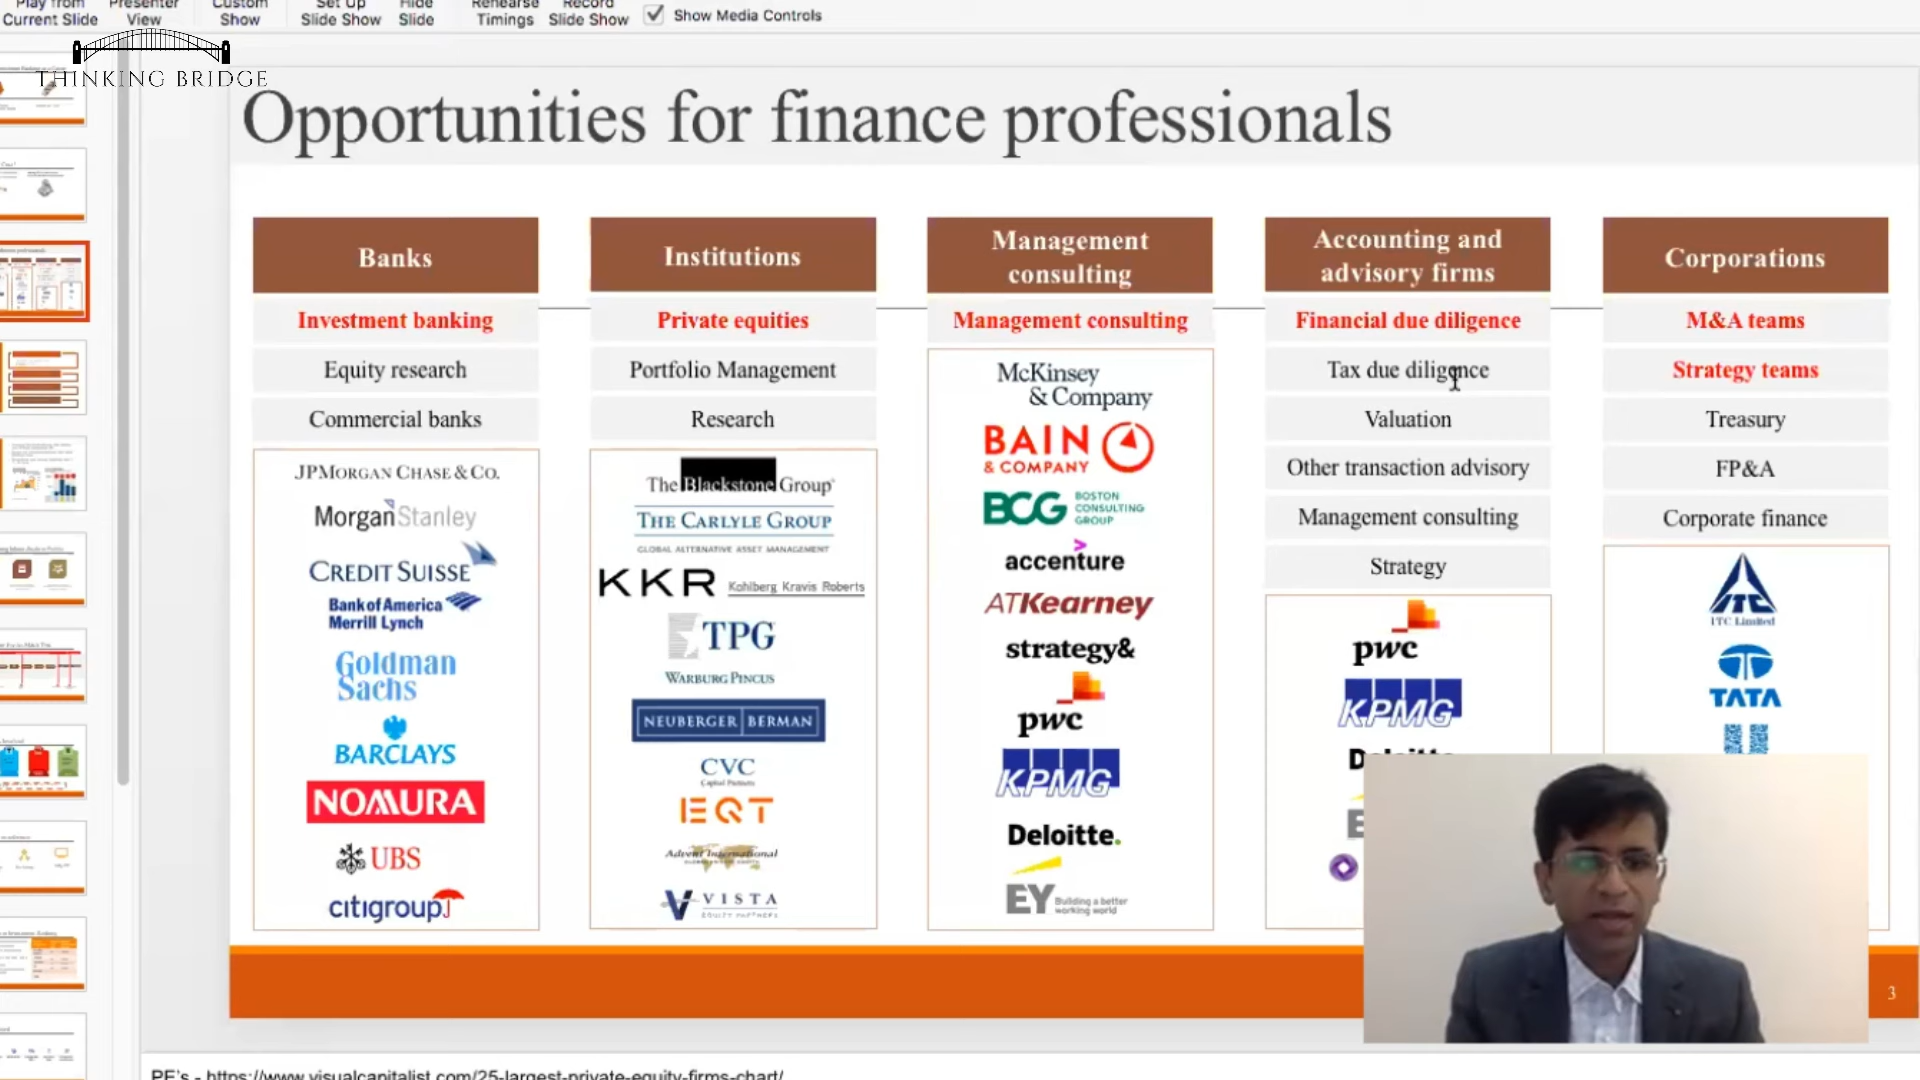 Play from
Current Slide
Presenter
View
Custom
Show
Set Up
Slide Show
Hide
Slide
Rehearse
Timings
Record
Slide Show
Show Media Controls
THINKING BRIDGE
Opportunities for finance professionals
Banks
Investment banking
Equity research
Commercial banks
JPMORGAN CHASE & CO.
Morgan Stanley
CREDIT SUISSE
Bank of America
Merrill Lynch
Goldman
Sachs
BARCLAYS
NOMURA
UBS
citigroup
Institutions
Private equities
Portfolio Management
Research
The Blackstone Group
THE CARLYLE GROUP
GLOBAL ALTERNATIVE ASSET MANAGEMENT
KKR Kohlberg Kravis Roberts
TPG
WARBURG PINCUS
NEUBERGER BERMAN
CVC
Capital Partners
EQT
Advent International
VISTA
EQUITY PARTNERS
Management
consulting
Management consulting
McKinsey
& Company
BAIN
& COMPANY
BCG
BOSTON
CONSULTING
GROUP
accenture
ATKearney
strategy&
pwc
KPMG
Deloitte.
EY Building a better
working world
Accounting and
advisory firms
Financial due diligence
Tax due diligence
Valuation
Other transaction advisory
Management consulting
Strategy
pwc
KPMG
Corporations
M&A teams
Strategy teams
Treasury
FP&A
Corporate finance
ITC Limited
TATA
3
PE's - https://www.visualcapitalist.com/25-largest-private-equity-firms-chart/